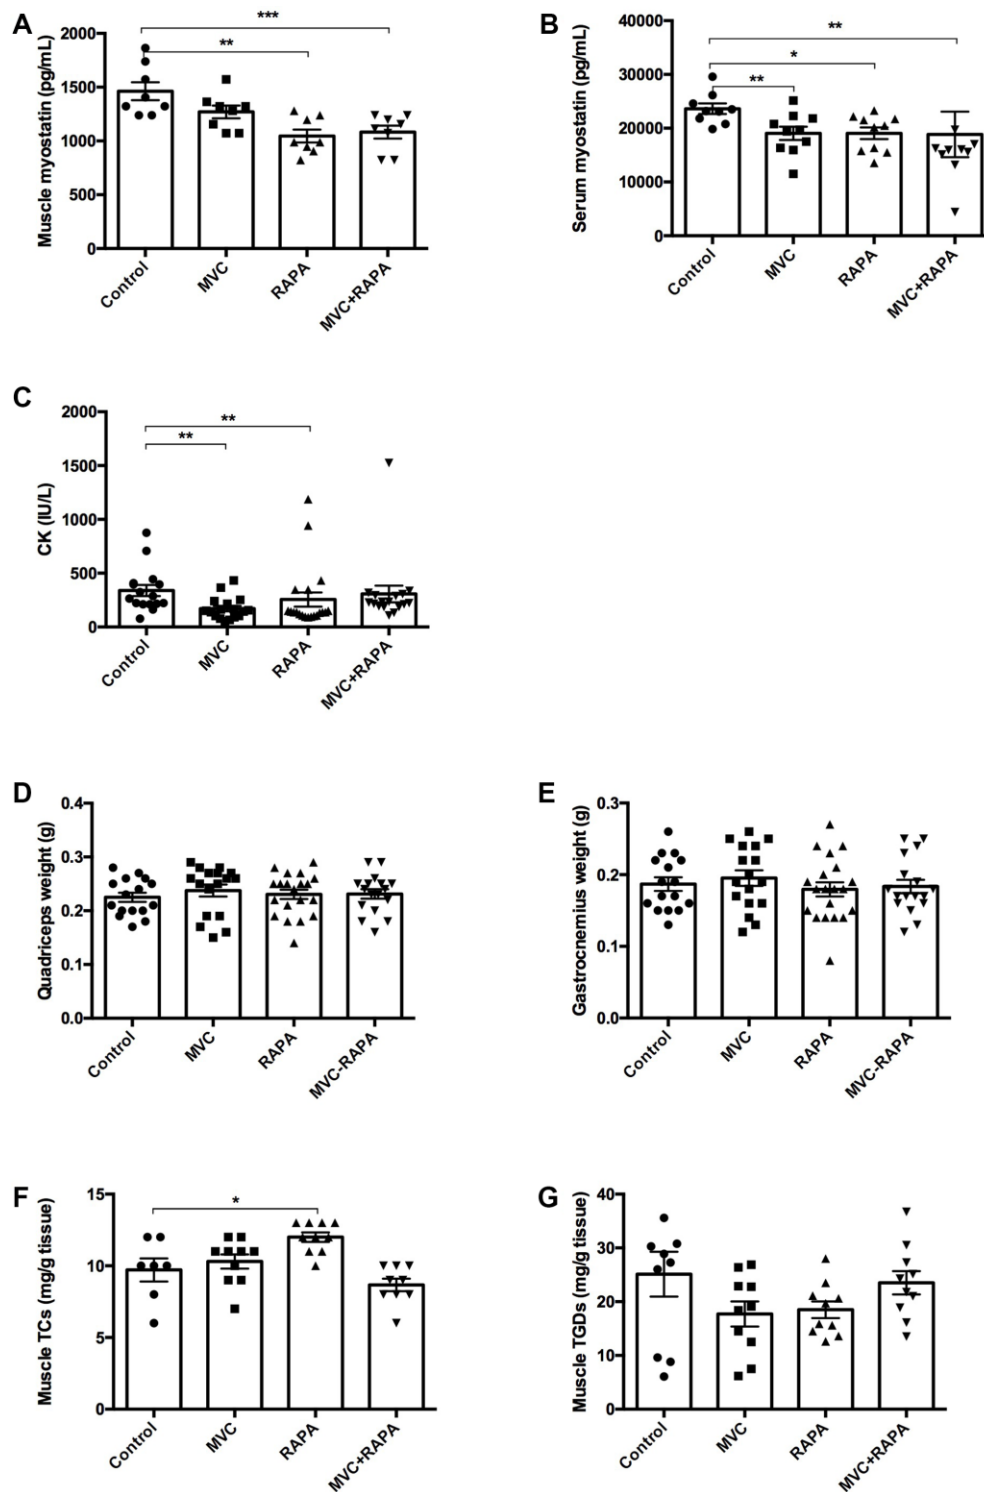 A
Muscle myostatin (pg/mL)
2000
1500
1000
500
0
***
**
Control
MVC
RAPA
MVC+RAPA
B
Serum myostatin (pg/mL)
40000
30000
20000
10000
0
**
*
**
Control
MVC
RAPA
MVC+RAPA
C
CK (IU/L)
2000
1500
1000
500
0
**
**
Control
MVC
RAPA
MVC+RAPA
D
Quadriceps weight (g)
0.4
0.3
0.2
0.1
0.0
Control
MVC
RAPA
MVC-RAPA
E
Gastrocnemius weight (g)
0.3
0.2
0.1
0.0
Control
MVC
RAPA
MVC-RAPA
F
Muscle TCs (mg/g tissue)
15
10
5
0
*
Control
MVC
RAPA
MVC+RAPA
G
Muscle TGDs (mg/g tissue)
40
30
20
10
0
Control
MVC
RAPA
MVC+RAPA